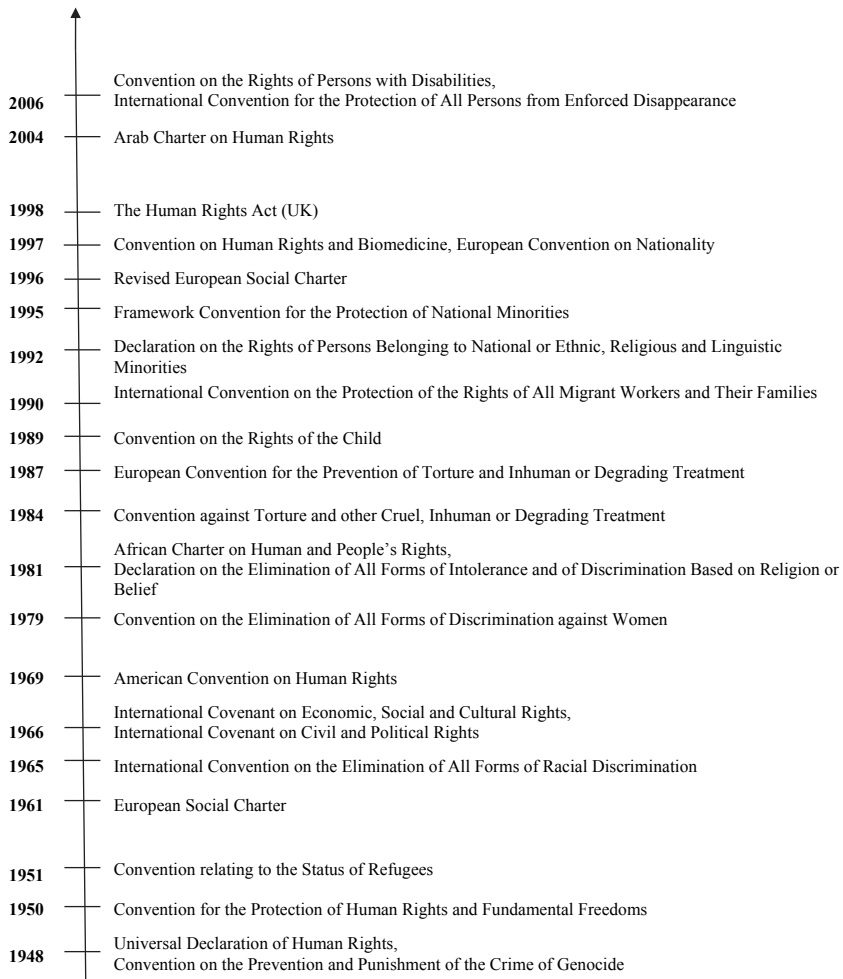 Convention on the Rights of Persons with Disabilities,
2006 International Convention for the Protection of All Persons from Enforced Disappearance
2004 Arab Charter on Human Rights
1998 The Human Rights Act (UK)
1997 Convention on Human Rights and Biomedicine, European Convention on Nationality
1996 Revised European Social Charter
1995 Framework Convention for the Protection of National Minorities
1992 Declaration on the Rights of Persons Belonging to National or Ethnic, Religious and Linguistic
Minorities
1990 International Convention on the Protection of the Rights of All Migrant Workers and Their Families
1989 Convention on the Rights of the Child
1987 European Convention for the Prevention of Torture and Inhuman or Degrading Treatment
1984 Convention against Torture and other Cruel, Inhuman or Degrading Treatment
African Charter on Human and People’s Rights,
1981 Declaration on the Elimination of All Forms of Intolerance and of Discrimination Based on Religion or
Belief
1979 Convention on the Elimination of All Forms of Discrimination against Women
1969 American Convention on Human Rights
International Covenant on Economic, Social and Cultural Rights,
1966 International Covenant on Civil and Political Rights
1965 International Convention on the Elimination of All Forms of Racial Discrimination
1961 European Social Charter
1951 Convention relating to the Status of Refugees
1950 Convention for the Protection of Human Rights and Fundamental Freedoms
Universal Declaration of Human Rights,
1948 Convention on the Prevention and Punishment of the Crime of Genocide